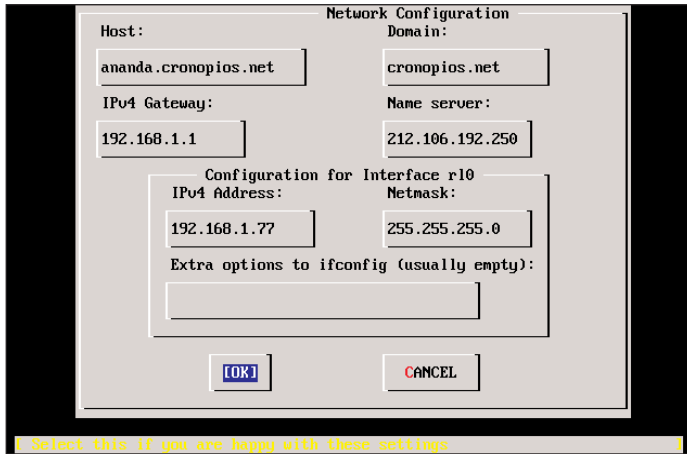 Network Configuration
Host: Domain:
ananda.cronopios.net cronopios.net
IPv4 Gateway: Name server:
192.168.1.1 212.106.192.250
Configuration for Interface rl0
IPv4 Address: Netmask:
192.168.1.77 255.255.255.0
Extra options to ifconfig (usually empty):
[OK] CANCEL
[ Select this if you are happy with these settings ]